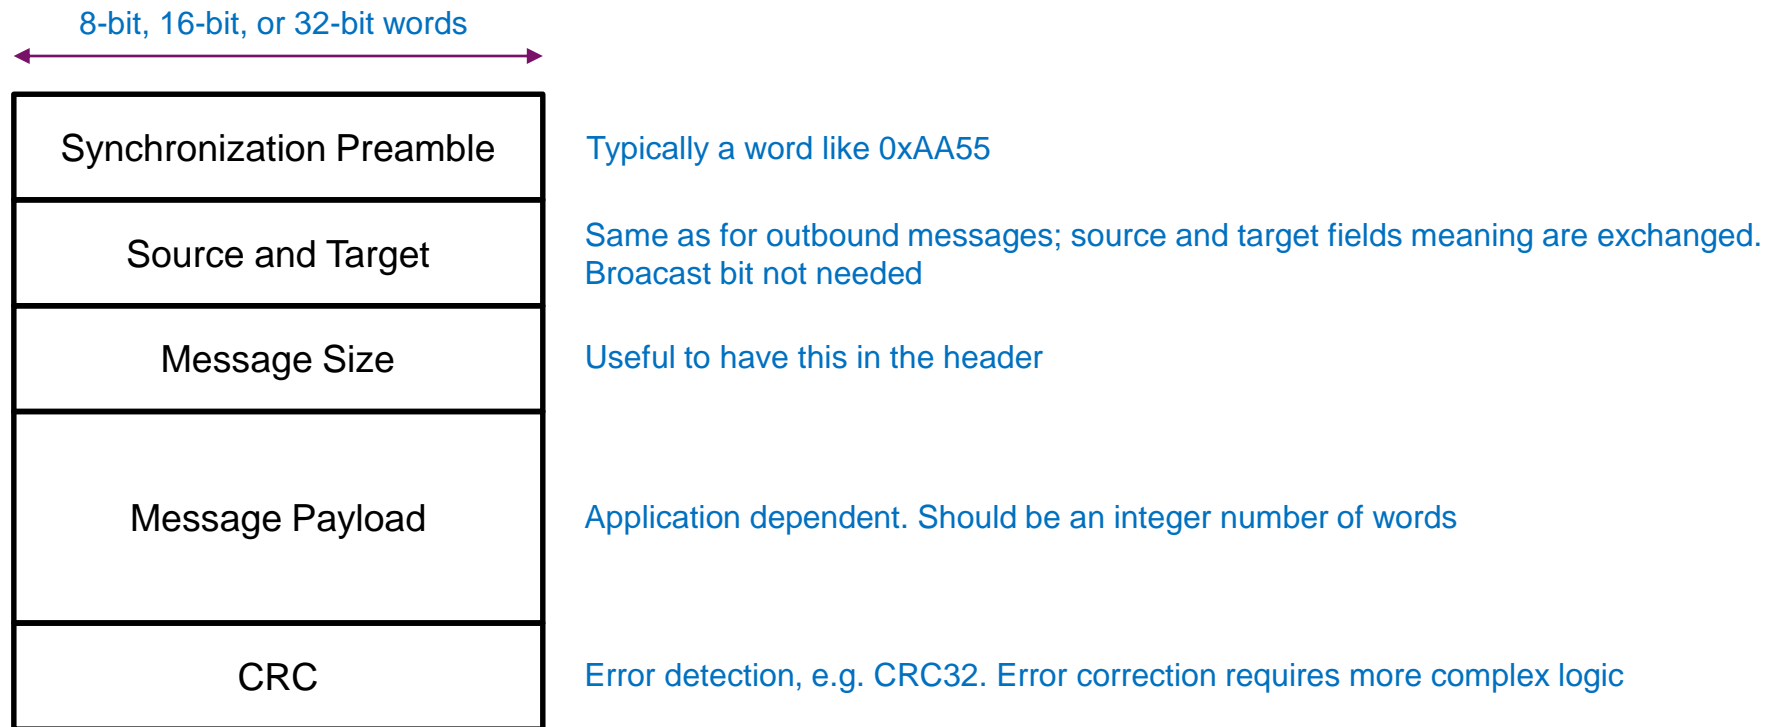 8-bit, 16-bit, or 32-bit words
Synchronization Preamble
Typically a word like 0xAA55
Source and Target
Same as for outbound messages; source and target fields meaning are exchanged.
Broacast bit not needed
Message Size
Useful to have this in the header
Message Payload
Application dependent. Should be an integer number of words
CRC
Error detection, e.g. CRC32. Error correction requires more complex logic